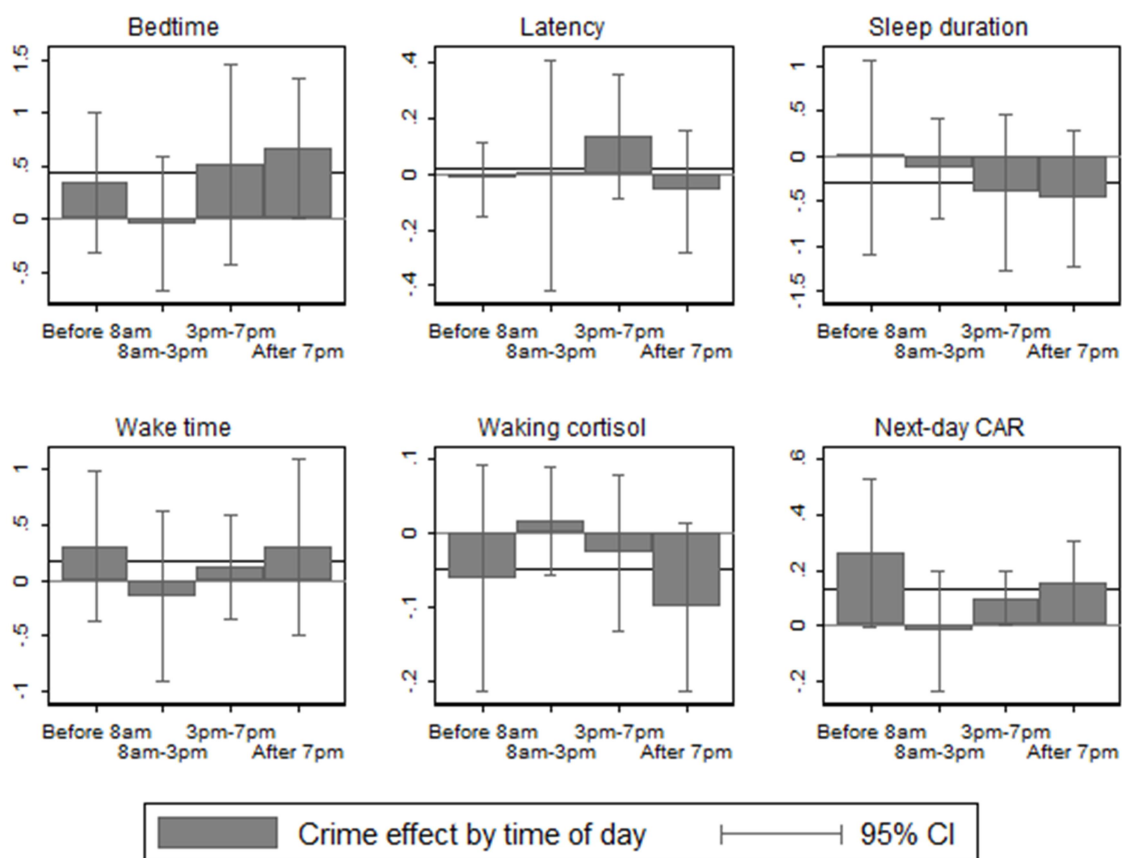 Bedtime
1.5
1
.5
0
-.5
Before 8am 3pm-7pm
8am-3pm After 7pm
Latency
.4
.2
0
-.2
-.4
Before 8am 3pm-7pm
8am-3pm After 7pm
Sleep duration
1
.5
0
-.5
-1
-1.5
Before 8am 3pm-7pm
8am-3pm After 7pm
Wake time
1
.5
0
-.5
-1
Before 8am 3pm-7pm
8am-3pm After 7pm
Waking cortisol
.1
0
-.1
-.2
Before 8am 3pm-7pm
8am-3pm After 7pm
Next-day CAR
.6
.4
.2
0
-.2
Before 8am 3pm-7pm
8am-3pm After 7pm
Crime effect by time of day 95% CI